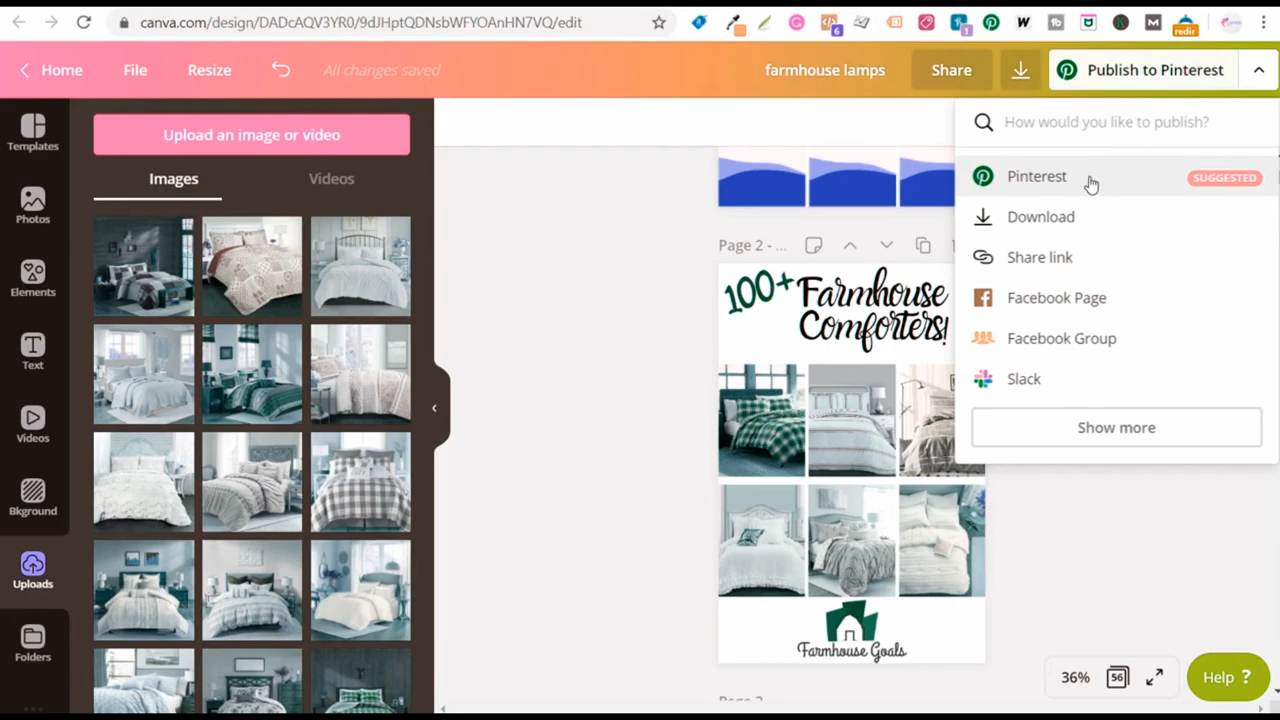 canva.com/design/DADcAQV3YR0/9dJHptQDNsbWFYOAnHN7VQ/edit
6
1
redir
Home
File
Resize
All changes saved
farmhouse lamps
Share
Publish to Pinterest
Templates
Photos
Elements
Text
Videos
Bkground
Uploads
Folders
Upload an image or video
Images
Videos
Page 2 - ...
100+ Farmhouse
Comforters!
Farmhouse Goals
How would you like to publish?
Pinterest
SUGGESTED
Download
Share link
Facebook Page
Facebook Group
Slack
Show more
36%
56
Help ?